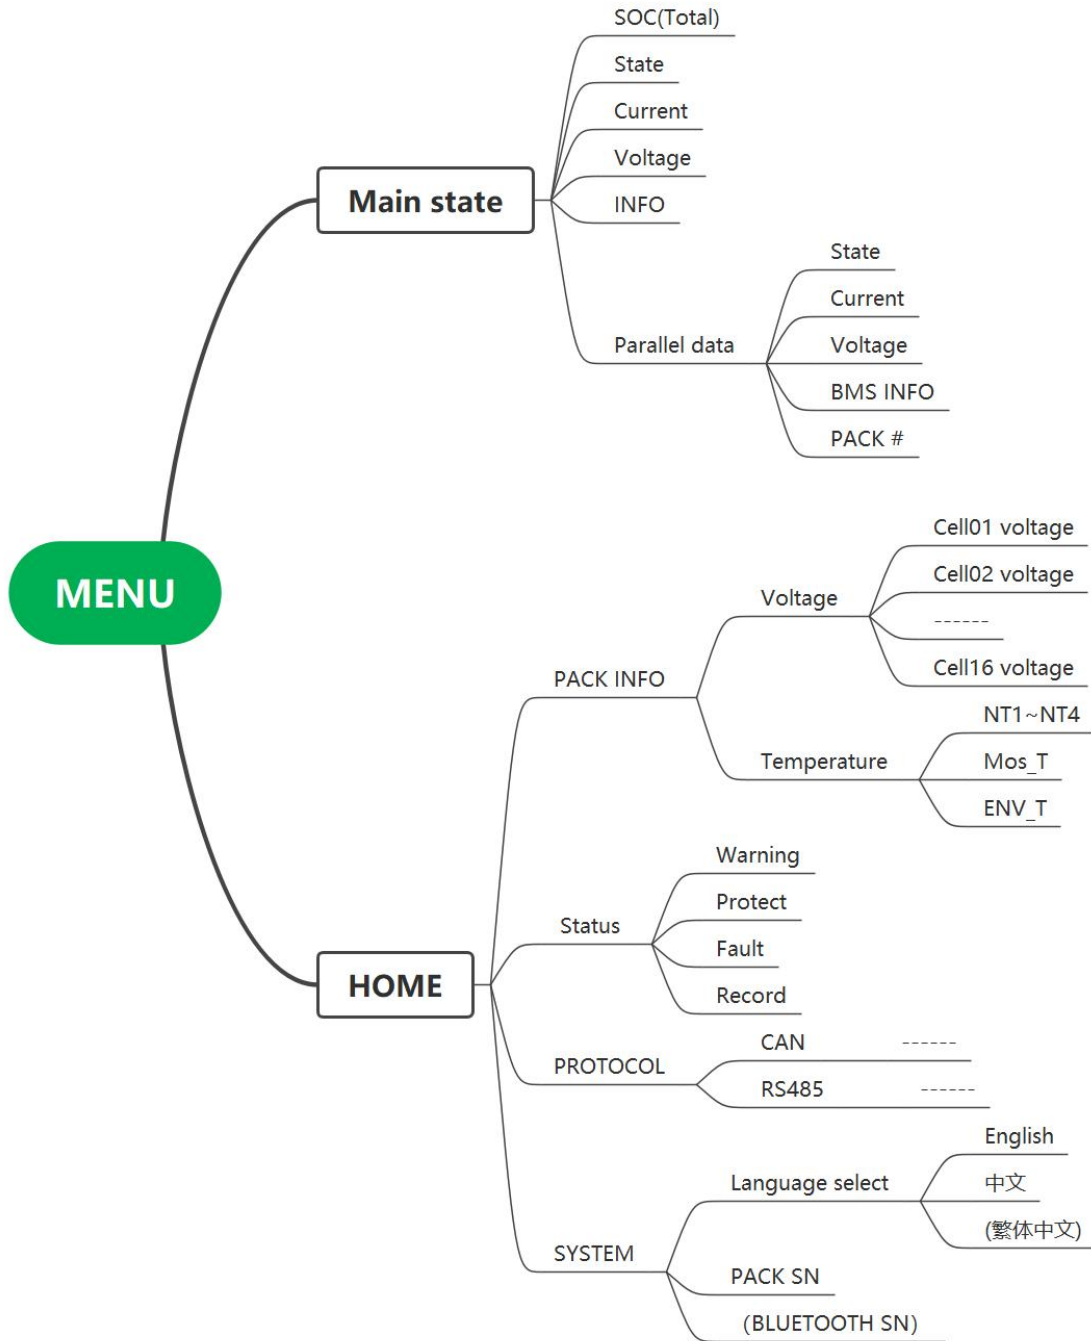 SOC(Total)
State
Current
Voltage
INFO
Main state
State
Current
Parallel data
Voltage
BMS INFO
PACK #
MENU
Cell01 voltage
Cell02 voltage
Voltage
------
Cell16 voltage
PACK INFO
NT1~NT4
Temperature
Mos_T
ENV_T
Warning
Protect
Status
Fault
Record
HOME
CAN ------
PROTOCOL
RS485 ------
English
Language select
中文
(繁体中文)
SYSTEM
PACK SN
(BLUETOOTH SN)